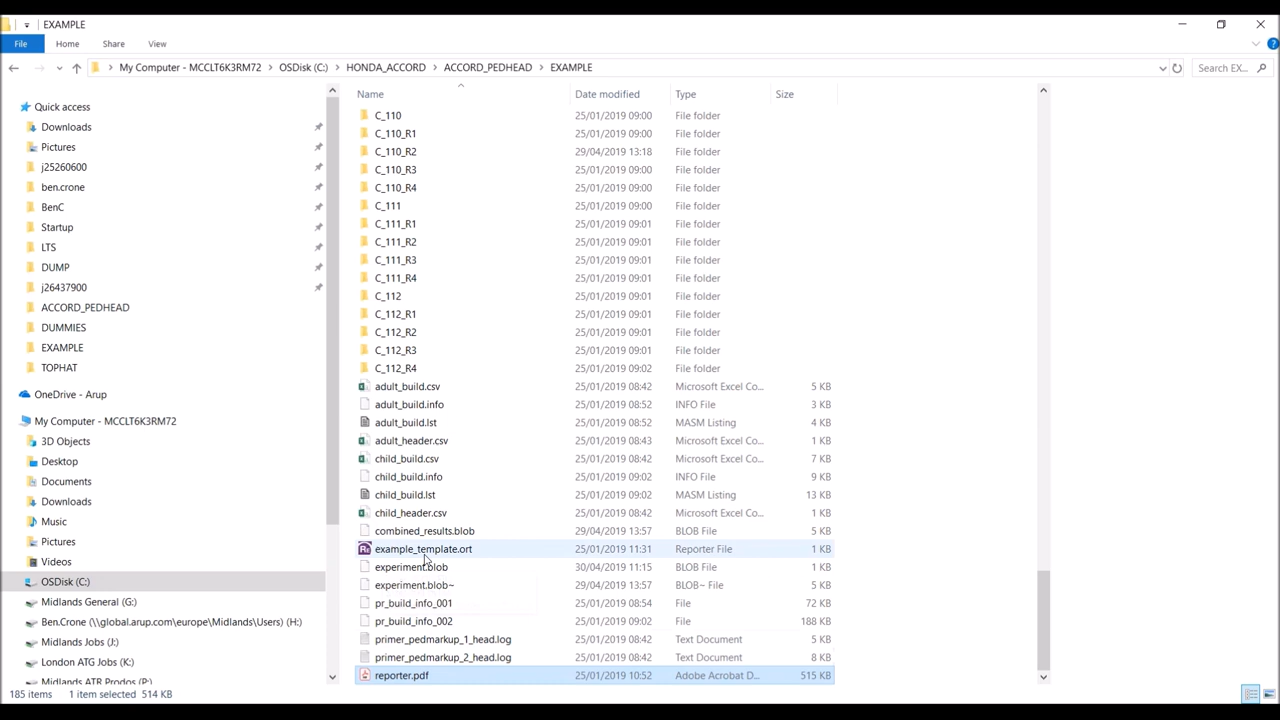 EXAMPLE
File Home Share View
My Computer - MCCLT6K3RM72 OSDisk (C:) HONDA_ACCORD ACCORD_PEDHEAD EXAMPLE Search EX...
Quick access
Downloads
Pictures
j25260600
ben.crone
BenC
Startup
LTS
DUMP
j26437900
ACCORD_PEDHEAD
DUMMIES
EXAMPLE
TOPHAT
OneDrive - Arup
My Computer - MCCLT6K3RM72
3D Objects
Desktop
Documents
Downloads
Music
Pictures
Videos
OSDisk (C:)
Midlands General (G:)
Ben.Crone (\\global.arup.com\europe\Midlands\Users) (H:)
Midlands Jobs (J:)
London ATG Jobs (K:)
Midlands ATR Prodos (P:)
Name Date modified Type Size
C_110 25/01/2019 09:00 File folder
C_110_R1 25/01/2019 09:00 File folder
C_110_R2 29/04/2019 13:18 File folder
C_110_R3 25/01/2019 09:00 File folder
C_110_R4 25/01/2019 09:00 File folder
C_111 25/01/2019 09:00 File folder
C_111_R1 25/01/2019 09:01 File folder
C_111_R2 25/01/2019 09:01 File folder
C_111_R3 25/01/2019 09:01 File folder
C_111_R4 25/01/2019 09:01 File folder
C_112 25/01/2019 09:01 File folder
C_112_R1 25/01/2019 09:01 File folder
C_112_R2 25/01/2019 09:01 File folder
C_112_R3 25/01/2019 09:01 File folder
C_112_R4 25/01/2019 09:02 File folder
adult_build.csv 25/01/2019 08:42 Microsoft Excel Co... 5 KB
adult_build.info 25/01/2019 08:52 INFO File 3 KB
adult_build.lst 25/01/2019 08:52 MASM Listing 4 KB
adult_header.csv 25/01/2019 08:43 Microsoft Excel Co... 1 KB
child_build.csv 25/01/2019 08:42 Microsoft Excel Co... 7 KB
child_build.info 25/01/2019 09:02 INFO File 9 KB
child_build.lst 25/01/2019 09:02 MASM Listing 13 KB
child_header.csv 25/01/2019 08:42 Microsoft Excel Co... 1 KB
combined_results.blob 29/04/2019 13:57 BLOB File 5 KB
example_template.ort 25/01/2019 11:31 Reporter File 1 KB
experiment.blob 30/04/2019 11:15 BLOB File 1 KB
experiment.blob~ 29/04/2019 13:57 BLOB~ File 5 KB
pr_build_info_001 25/01/2019 08:54 File 72 KB
pr_build_info_002 25/01/2019 09:02 File 188 KB
primer_pedmarkup_1_head.log 25/01/2019 08:42 Text Document 5 KB
primer_pedmarkup_2_head.log 25/01/2019 08:42 Text Document 8 KB
reporter.pdf 25/01/2019 10:52 Adobe Acrobat D... 515 KB
185 items 1 item selected 514 KB